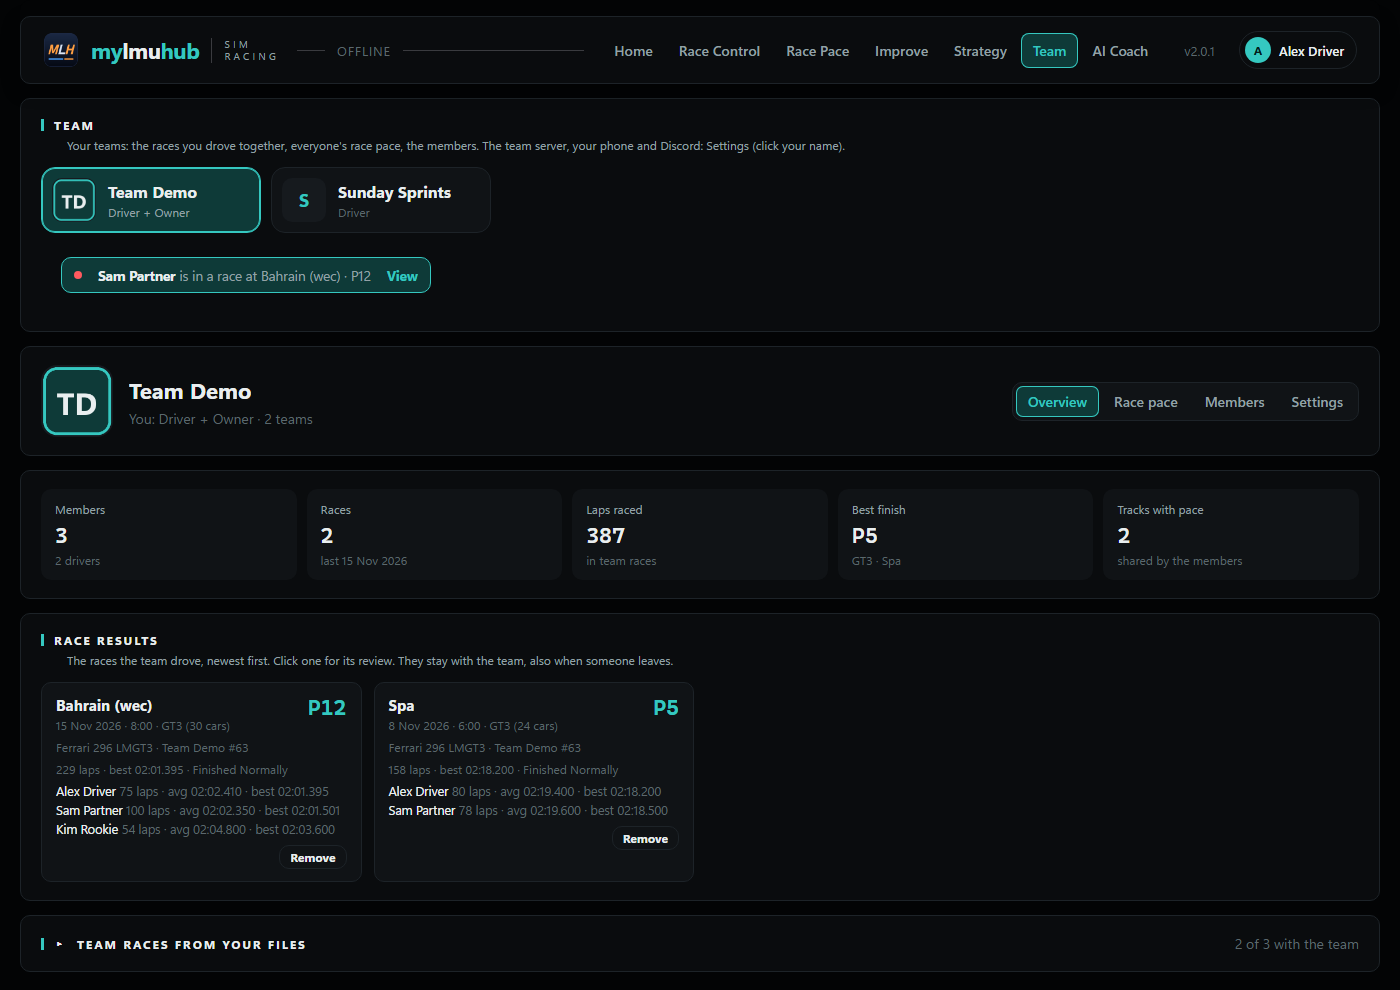 MLH mylmuhub SIM RACING OFFLINE Home Race Control Race Pace Improve Strategy Team AI Coach v2.0.1 A Alex Driver
TEAM
Your teams: the races you drove together, everyone's race pace, the members. The team server, your phone and Discord: Settings (click your name).
TD Team Demo
Driver + Owner
S Sunday Sprints
Driver
Sam Partner is in a race at Bahrain (wec) · P12 View
TD Team Demo
You: Driver + Owner · 2 teams
Overview Race pace Members Settings
Members
3
2 drivers
Races
2
last 15 Nov 2026
Laps raced
387
in team races
Best finish
P5
GT3 · Spa
Tracks with pace
2
shared by the members
RACE RESULTS
The races the team drove, newest first. Click one for its review. They stay with the team, also when someone leaves.
Bahrain (wec) P12
15 Nov 2026 · 8:00 · GT3 (30 cars)
Ferrari 296 LMGT3 · Team Demo #63
229 laps · best 02:01.395 · Finished Normally
Alex Driver 75 laps · avg 02:02.410 · best 02:01.395
Sam Partner 100 laps · avg 02:02.350 · best 02:01.501
Kim Rookie 54 laps · avg 02:04.800 · best 02:03.600
Remove
Spa P5
8 Nov 2026 · 6:00 · GT3 (24 cars)
Ferrari 296 LMGT3 · Team Demo #63
158 laps · best 02:18.200 · Finished Normally
Alex Driver 80 laps · avg 02:19.400 · best 02:18.200
Sam Partner 78 laps · avg 02:19.600 · best 02:18.500
Remove
TEAM RACES FROM YOUR FILES 2 of 3 with the team